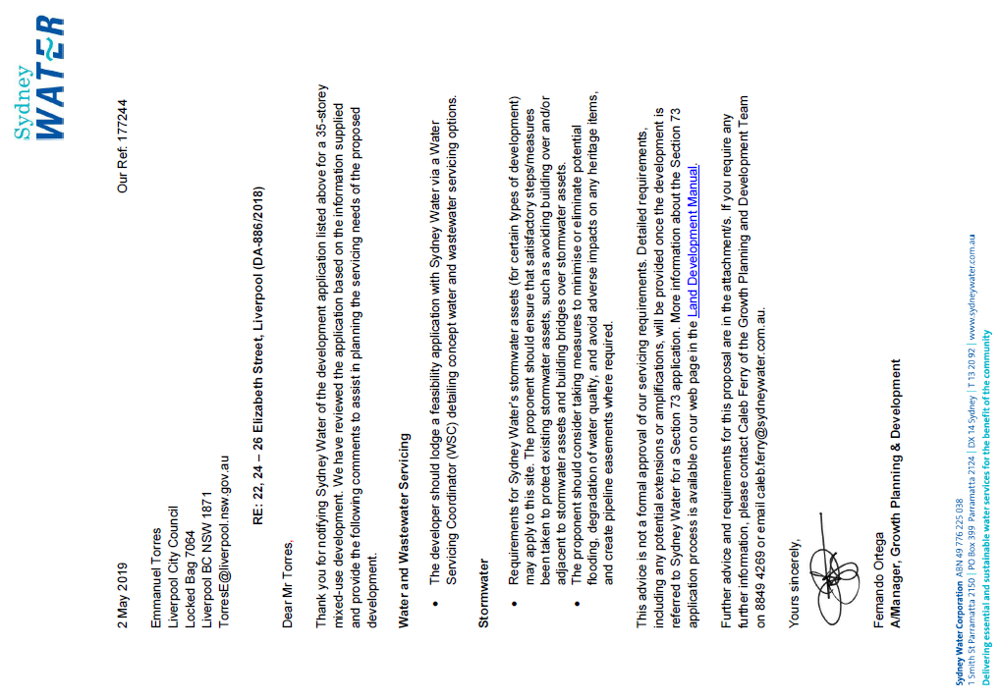 Sydney
WATER
2 May 2019 Our Ref: 177244
Emmanuel Torres
Liverpool City Council
Locked Bag 7064
Liverpool BC NSW 1871
TorresE@liverpool.nsw.gov.au
RE: 22, 24 – 26 Elizabeth Street, Liverpool (DA-886/2018)
Dear Mr Torres,
Thank you for notifying Sydney Water of the development application listed above for a 35-storey
mixed-use development. We have reviewed the application based on the information supplied
and provide the following comments to assist in planning the servicing needs of the proposed
development.
Water and Wastewater Servicing
• The developer should lodge a feasibility application with Sydney Water via a Water
Servicing Coordinator (WSC) detailing concept water and wastewater servicing options.
Stormwater
• Requirements for Sydney Water's stormwater assets (for certain types of development)
may apply to this site. The proponent should ensure that satisfactory steps/measures
been taken to protect existing stormwater assets, such as avoiding building over and/or
adjacent to stormwater assets and building bridges over stormwater assets.
• The proponent should consider taking measures to minimise or eliminate potential
flooding, degradation of water quality, and avoid adverse impacts on any heritage items,
and create pipeline easements where required.
This advice is not a formal approval of our servicing requirements. Detailed requirements,
including any potential extensions or amplifications, will be provided once the development is
referred to Sydney Water for a Section 73 application. More information about the Section 73
application process is available on our web page in the Land Development Manual.
Further advice and requirements for this proposal are in the attachment/s. If you require any
further information, please contact Caleb Ferry of the Growth Planning and Development Team
on 8849 4269 or email caleb.ferry@sydneywater.com.au.
Yours sincerely,
Fernando Ortega
A/Manager, Growth Planning & Development
Sydney Water Corporation ABN 49 776 225 038
1 Smith St Parramatta 2150 | PO Box 399 Parramatta 2124 | DX 14 Sydney | T 13 20 92 | www.sydneywater.com.au
Delivering essential and sustainable water services for the benefit of the community